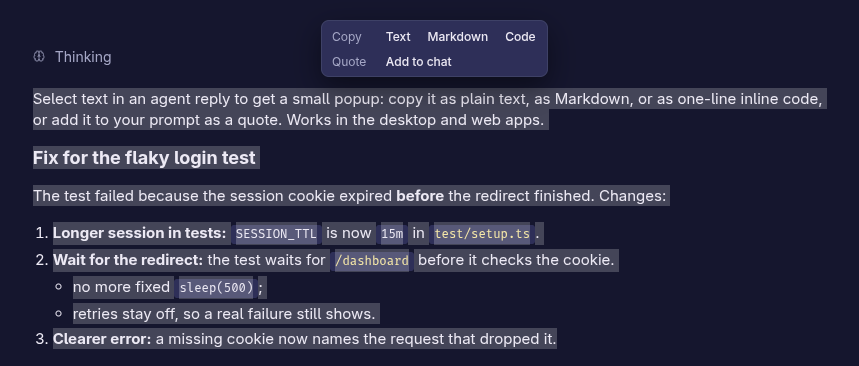 Copy Text Markdown Code
Quote Add to chat
Thinking
Select text in an agent reply to get a small popup: copy it as plain text, as Markdown, or as one-line inline code,
or add it to your prompt as a quote. Works in the desktop and web apps.
Fix for the flaky login test
The test failed because the session cookie expired before the redirect finished. Changes:
1. Longer session in tests: SESSION_TTL is now 15m in test/setup.ts.
2. Wait for the redirect: the test waits for /dashboard before it checks the cookie.
no more fixed sleep(500);
retries stay off, so a real failure still shows.
3. Clearer error: a missing cookie now names the request that dropped it.